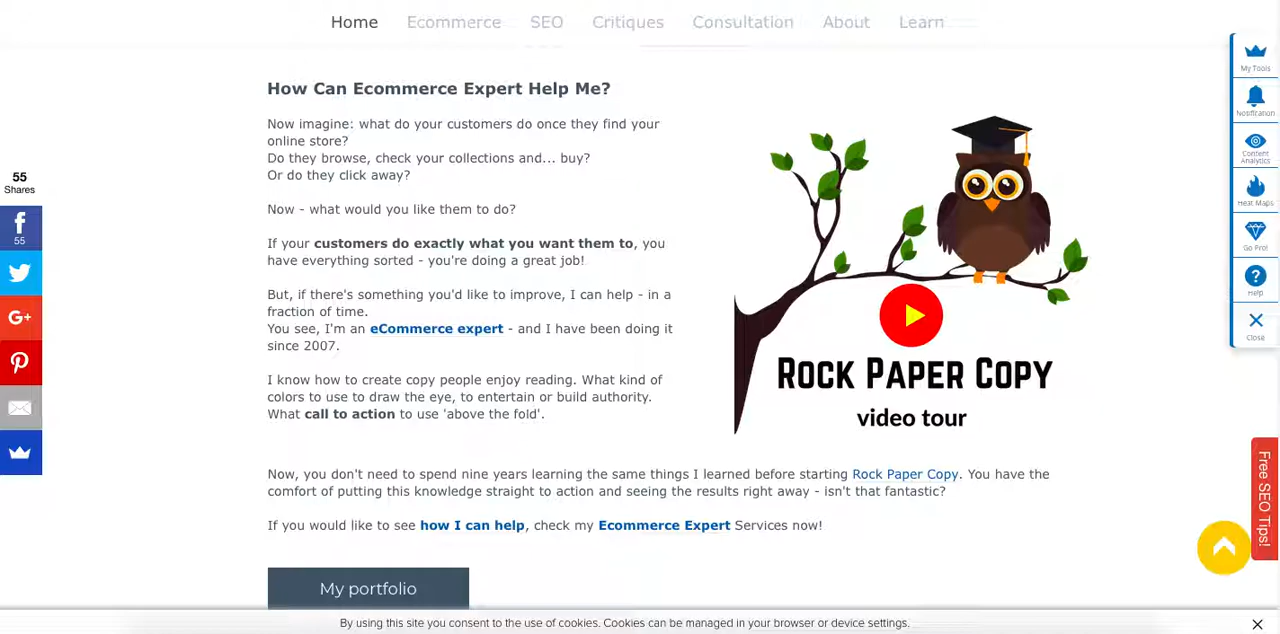 Home Ecommerce SEO Critiques Consultation About Learn
How Can Ecommerce Expert Help Me?
Now imagine: what do your customers do once they find your
online store?
Do they browse, check your collections and... buy?
Or do they click away?
Now - what would you like them to do?
If your customers do exactly what you want them to, you
have everything sorted - you're doing a great job!
But, if there's something you'd like to improve, I can help - in a
fraction of time.
You see, I'm an eCommerce expert - and I have been doing it
since 2007.
I know how to create copy people enjoy reading. What kind of
colors to use to draw the eye, to entertain or build authority.
What call to action to use 'above the fold'.
ROCK PAPER COPY
video tour
Now, you don't need to spend nine years learning the same things I learned before starting Rock Paper Copy. You have the
comfort of putting this knowledge straight to action and seeing the results right away - isn't that fantastic?
If you would like to see how I can help, check my Ecommerce Expert Services now!
My portfolio
By using this site you consent to the use of cookies. Cookies can be managed in your browser or device settings.
55
Shares
f
55
G+
My Tools
Notification
Content
Analytics
Heat Maps
Go Pro!
?
Help
Close
Free SEO Tips!